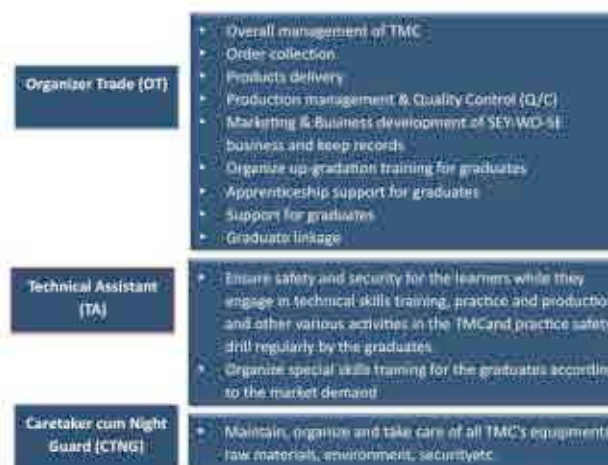 Organizer Trade (OT)
• Overall management of TMC
• Order collection
• Products delivery
• Production management & Quality Control (Q/C)
• Marketing & Business development of SEY-WO-SE
business and keep records
• Organize up-gradation training for graduates
• Apprenticeship support for graduates
• Support for graduates
• Graduate linkage
Technical Assistant
(TA)
• Ensure safety and security for the learners while they
engage in technical skills training, practice and productio
and other various activities in the TMCand practice safet
drill regularly by the graduates
• Organize special skills training for the graduates accordin
to the market demand
Caretaker cum Night
Guard (CTNG)
• Maintain, organize and take care of all TMC's equipments
raw materials, environment, securityetc.